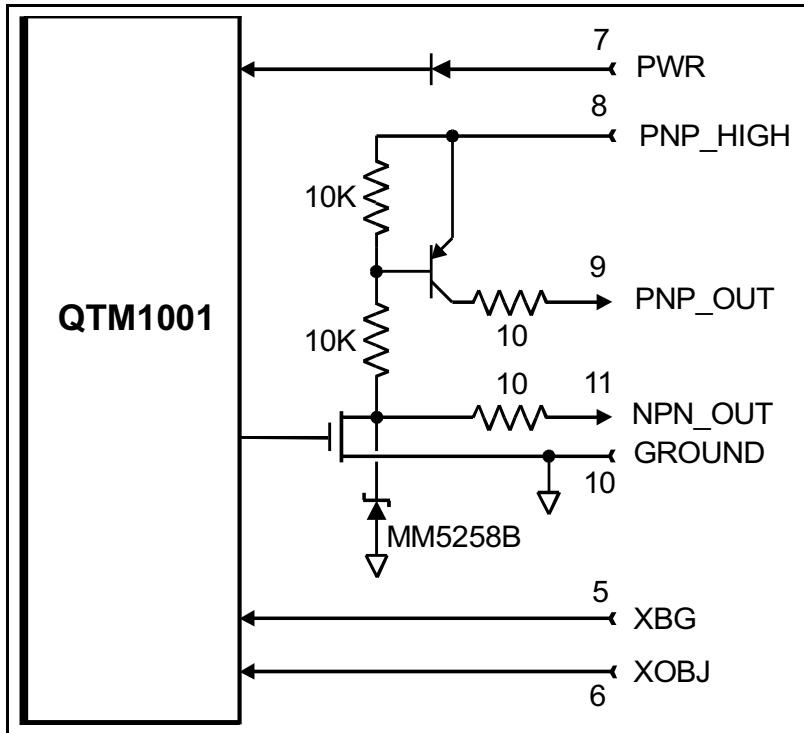 7
PWR
8
PNP_HIGH
10K
9
PNP_OUT
QTM1001
10K
10
10
11
NPN_OUT
GROUND
10
MM5258B
5
XBG
XOBJ
6